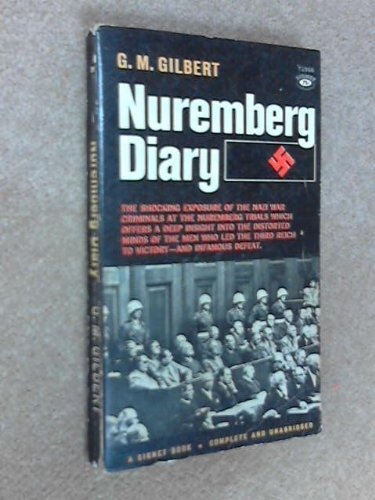 G. M. GILBERT
Nuremberg
Diary
THE SHOCKING EXPOSURE OF THE NAZI WAR
CRIMINALS AT THE NUREMBERG TRIALS WHICH
OFFERS A DEEP INSIGHT INTO THE DISTORTED
MINDS OF THE MEN WHO LED THE THIRD REICH
TO VICTORY—AND INFAMOUS DEFEAT.
A SIGNET BOOK • COMPLETE AND UNABRIDGED
Nuremberg Diary
G. M. GILBERT